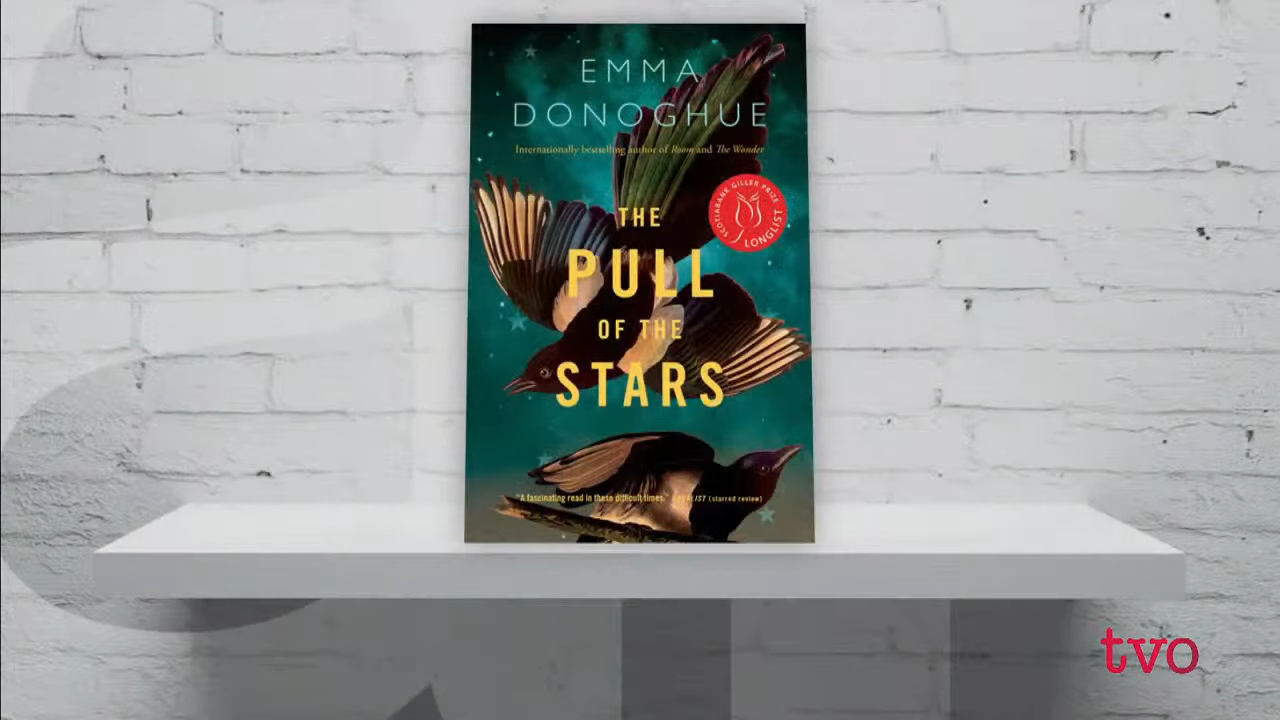 EMMA
DONOGHUE
Internationally bestselling author of Room and The Wonder
SCOTIABANK GILLER PRIZE
LONGLIST
THE
PULL
OF THE
STARS
"A fascinating read in these difficult times." (starred review)
tvo